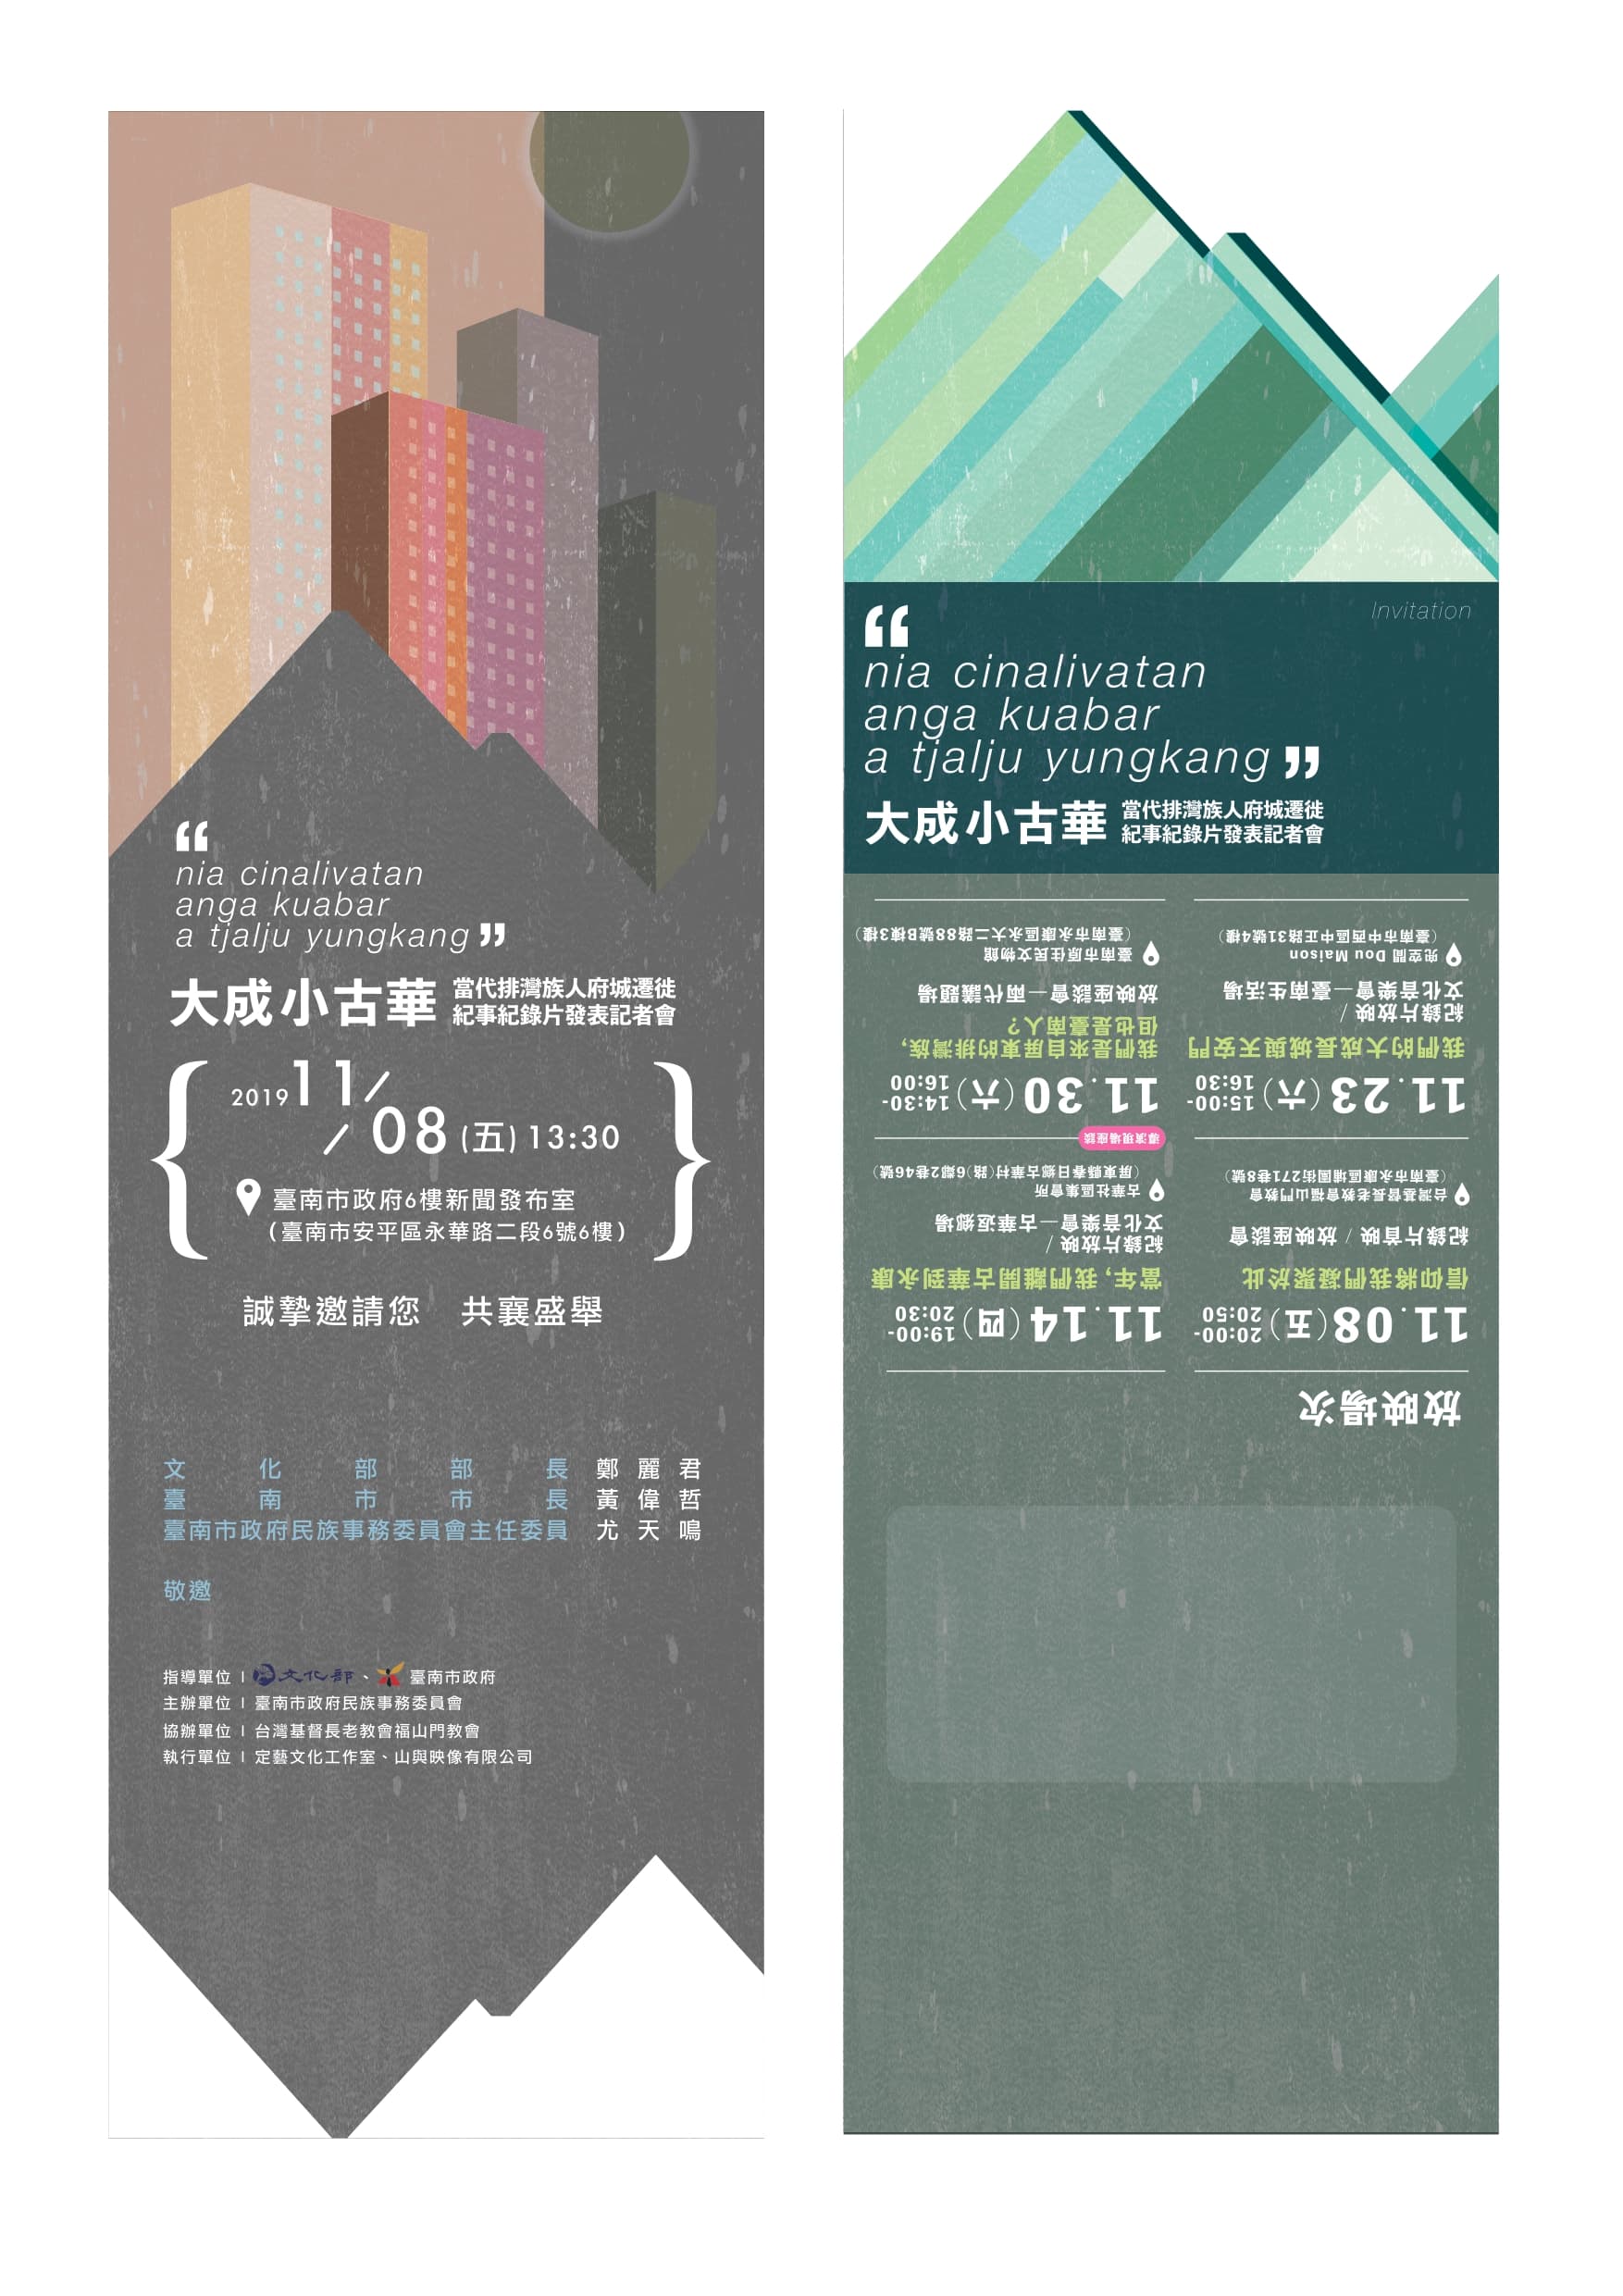 “
nia cinalivatan
anga kuabar
a tjalju yungkang ”
大成小古華 當代排灣族人府城遷徙
紀事紀錄片發表記者會
2019 11/
/08 (五) 13:30
臺南市政府6樓新聞發布室
(臺南市安平區永華路二段6號6樓)
誠摯邀請您 共襄盛舉
文化部部長 鄭麗君
臺南市市長 黃偉哲
臺南市政府民族事務委員會主任委員 尤天鳴
敬邀
指導單位 | 文化部、臺南市政府
主辦單位 | 臺南市政府民族事務委員會
協辦單位 | 台灣基督長老教會福山門教會
執行單位 | 定藝文化工作室、山與映像有限公司
Invitation
“
nia cinalivatan
anga kuabar
a tjalju yungkang ”
大成小古華 當代排灣族人府城遷徙
紀事紀錄片發表記者會
放映場次
11.08(五) 20:00-
20:50
信仰將我們凝聚於此
紀錄片首映 / 放映座談會
台灣基督長老教會福山門教會
(臺南市永康區埔園街271巷8號)
11.14(四) 19:00-
20:30
當年,我們離開古華到永康
紀錄片放映 /
文化音樂會—古華返鄉場
古華社區集會所
(屏東縣春日鄉古華村(路)6鄰2巷46號)
11.23(六) 15:00-
16:30
我們的大成長城與天安門
紀錄片放映 /
文化音樂會—臺南生活場
兜空間 Dou Maison
(臺南市中西區中正路31號4樓)
導演現場座談
11.30(六) 14:30-
16:00
我們是來自屏東的排灣族,
但也是臺南人?
放映座談會—兩代議題場
臺南市原住民文物館
(臺南市永康區永大二路88號B棟3樓)